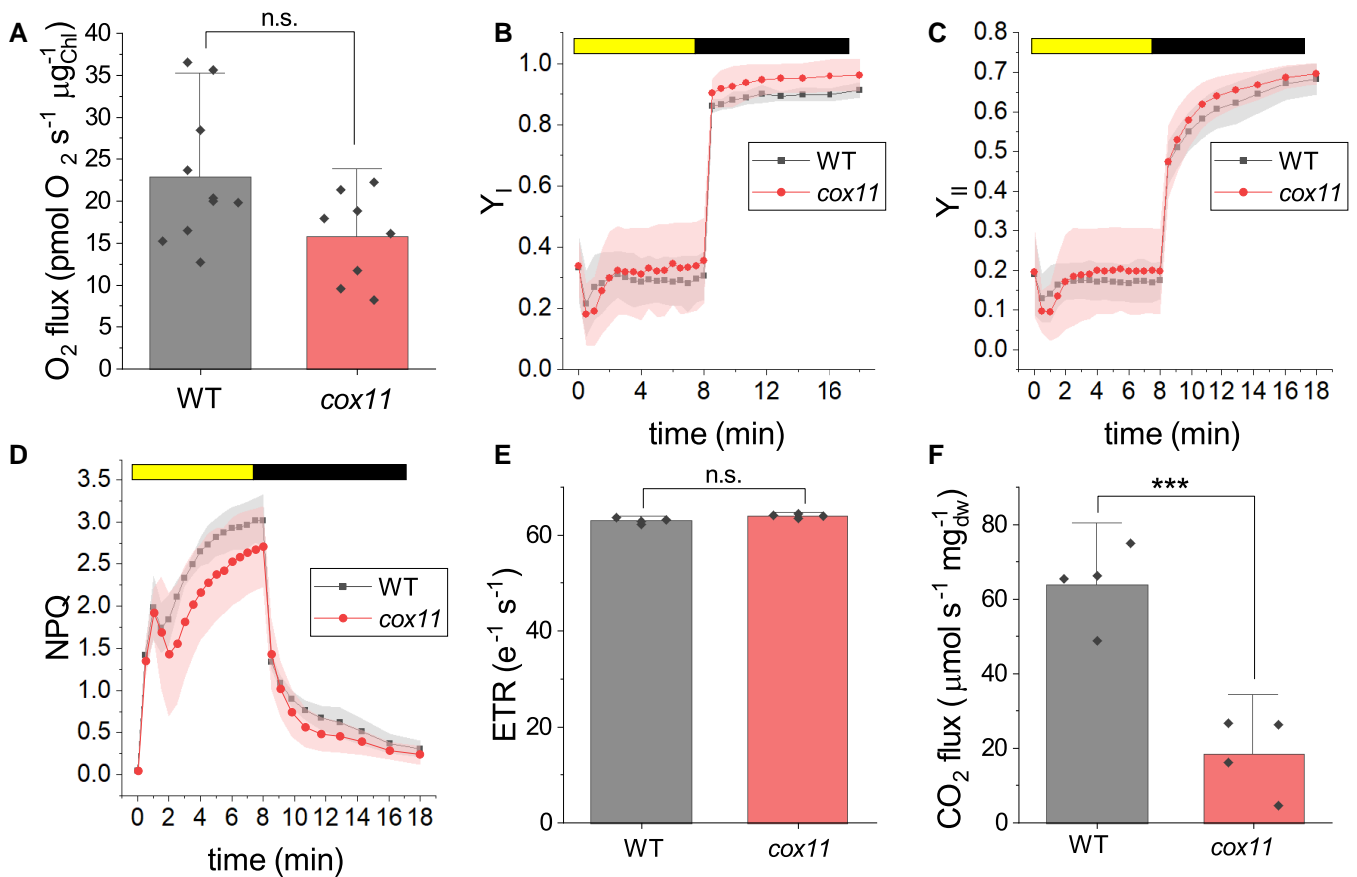 A
n.s.
O2 flux (pmol O 2 s-1 μg-1Chl)
40
35
30
25
20
15
10
5
0
WT
cox11
B
YI
1.0
0.8
0.6
0.4
0.2
0.0
WT
cox11
0 4 8 12 16
time (min)
C
YII
0.8
0.7
0.6
0.5
0.4
0.3
0.2
0.1
0.0
WT
cox11
0 2 4 6 8 10 12 14 16 18
time (min)
D
NPQ
3.5
3.0
2.5
2.0
1.5
1.0
0.5
0.0
WT
cox11
0 2 4 6 8 10 12 14 16 18
time (min)
E
n.s.
ETR (e-1 s-1)
60
40
20
0
WT
cox11
F
***
CO2 flux ( μmol s-1 mg-1dw)
80
60
40
20
0
WT
cox11